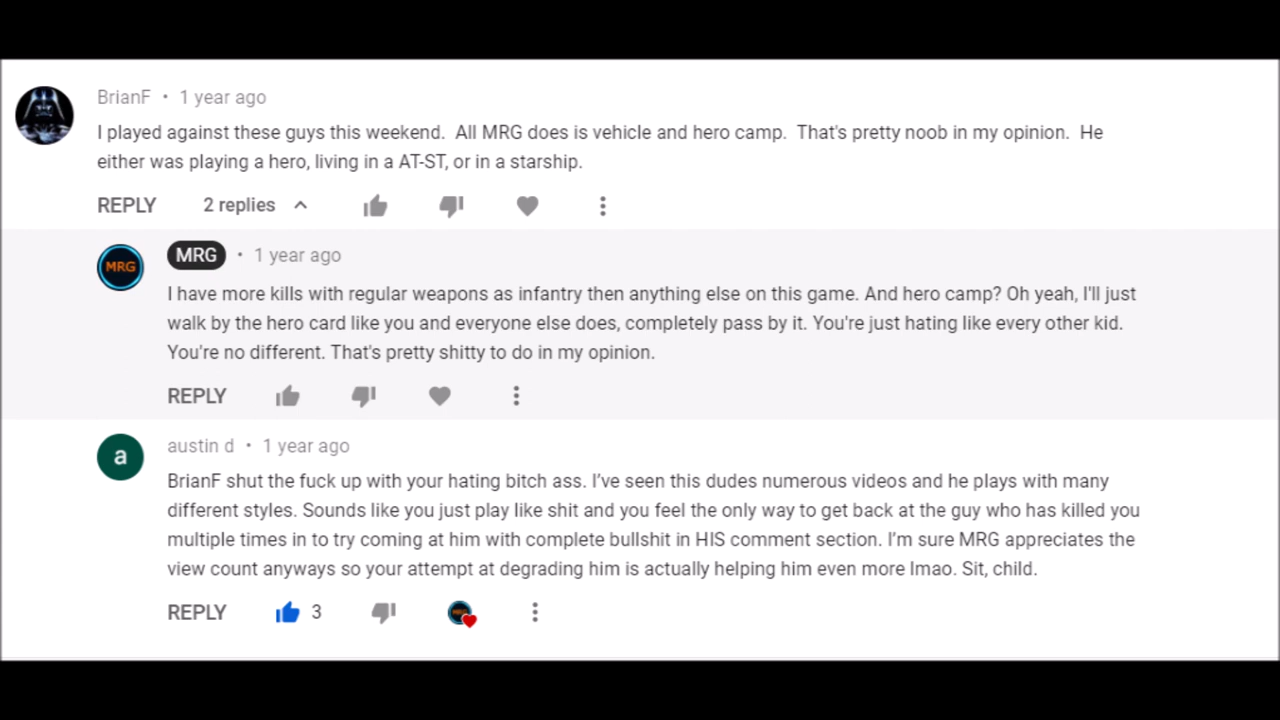 BrianF • 1 year ago
I played against these guys this weekend.  All MRG does is vehicle and hero camp.  That's pretty noob in my opinion.  He
either was playing a hero, living in a AT-ST, or in a starship.
REPLY 2 replies
MRG
MRG • 1 year ago
I have more kills with regular weapons as infantry then anything else on this game. And hero camp? Oh yeah, I'll just
walk by the hero card like you and everyone else does, completely pass by it. You're just hating like every other kid.
You're no different. That's pretty shitty to do in my opinion.
REPLY
a
austin d • 1 year ago
BrianF shut the fuck up with your hating bitch ass. I've seen this dudes numerous videos and he plays with many
different styles. Sounds like you just play like shit and you feel the only way to get back at the guy who has killed you
multiple times in to try coming at him with complete bullshit in HIS comment section. I'm sure MRG appreciates the
view count anyways so your attempt at degrading him is actually helping him even more lmao. Sit, child.
REPLY 3